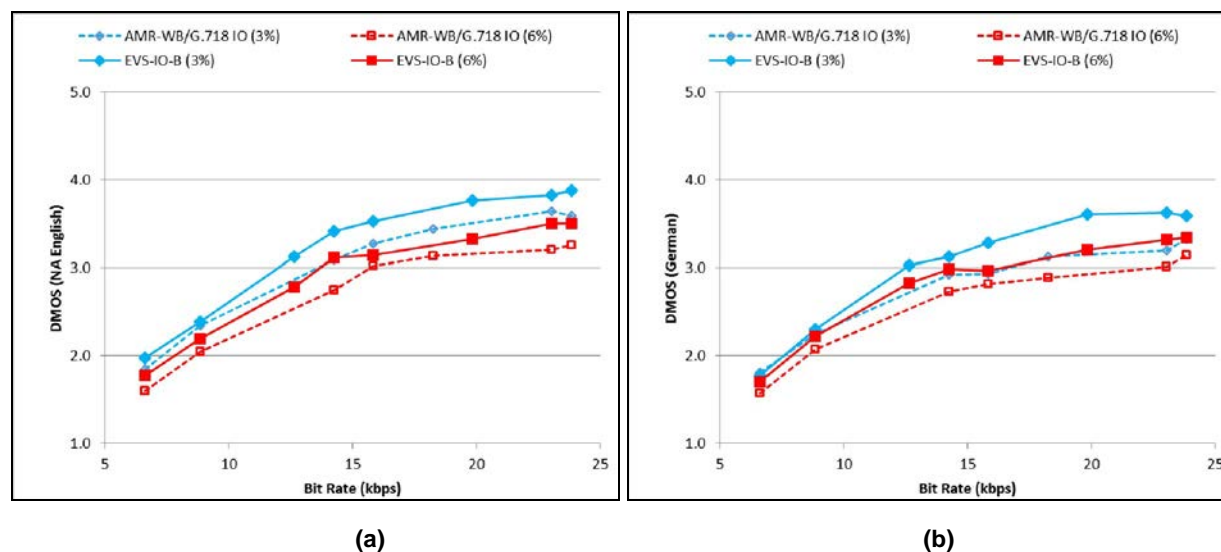 AMR-WB/G.718 IO (3%) AMR-WB/G.718 IO (6%)
EVS-IO-B (3%) EVS-IO-B (6%)
5.0
4.0
3.0
2.0
1.0
DMOS (NA English)
5 10 15 20 25
Bit Rate (kbps)
(a)
AMR-WB/G.718 IO (3%) AMR-WB/G.718 IO (6%)
EVS-IO-B (3%) EVS-IO-B (6%)
5.0
4.0
3.0
2.0
1.0
DMOS (German)
5 10 15 20 25
Bit Rate (kbps)
(b)